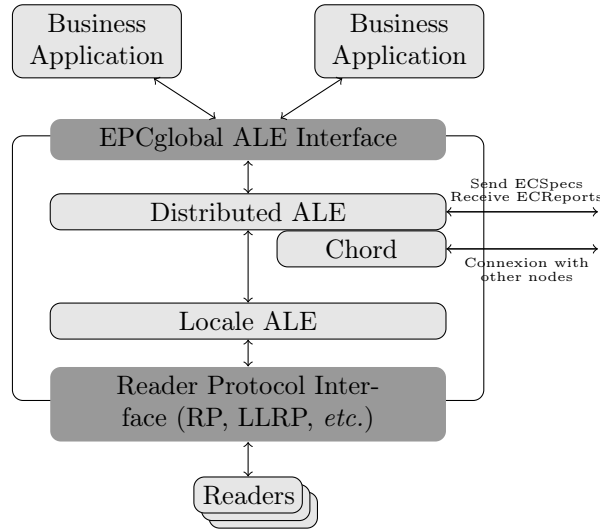 Business
Application
Business
Application
EPCglobal ALE Interface
Send ECSpecs
Receive ECReports
Distributed ALE
Chord
Connexion with
other nodes
Locale ALE
Reader Protocol Inter-
face (RP, LLRP, etc.)
Readers